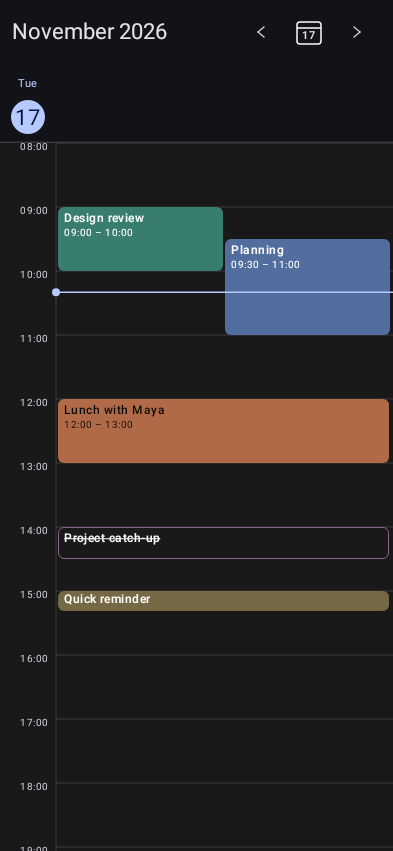 November 2026
17
Tue
17
08:00
09:00
Design review
09:00 – 10:00
Planning
09:30 – 11:00
10:00
11:00
12:00
Lunch with Maya
12:00 – 13:00
13:00
14:00
Project catch-up
15:00
Quick reminder
16:00
17:00
18:00
19:00